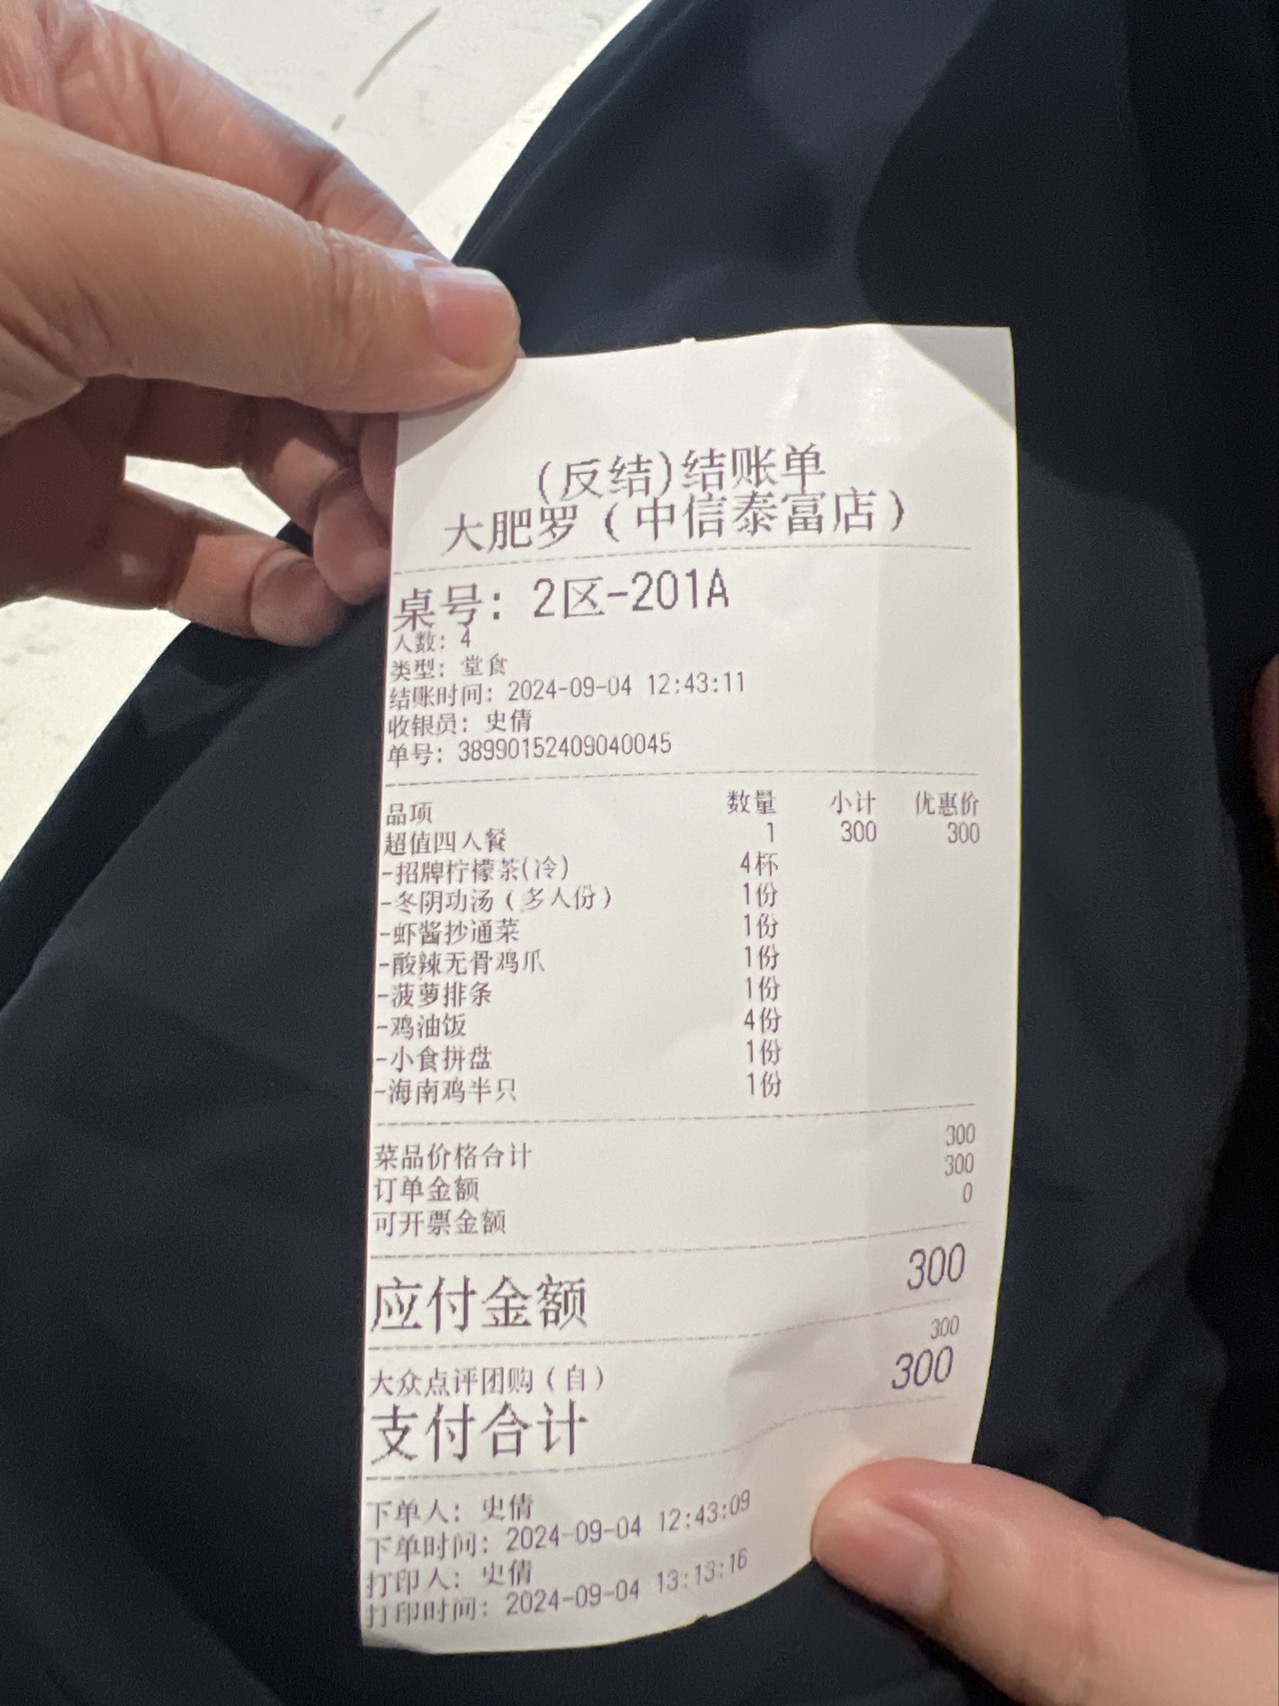 (反结)结账单
大肥罗（中信泰富店）
桌号：2区-201A
人数：4
类型：堂食
结账时间：2024-09-04 12:43:11
收银员：史倩
单号：38990152409040045
品项 数量 小计 优惠价
超值四人餐 1 300 300
-招牌柠檬茶(冷) 4杯
-冬阴功汤（多人份） 1份
-虾酱抄通菜 1份
-酸辣无骨鸡爪 1份
-菠萝排条 1份
-鸡油饭 4份
-小食拼盘 1份
-海南鸡半只 1份
菜品价格合计 300
订单金额 300
可开票金额 0
应付金额 300
大众点评团购（自） 300
支付合计 300
下单人：史倩
下单时间：2024-09-04 12:43:09
打印人：史倩
打印时间：2024-09-04 13:13:16